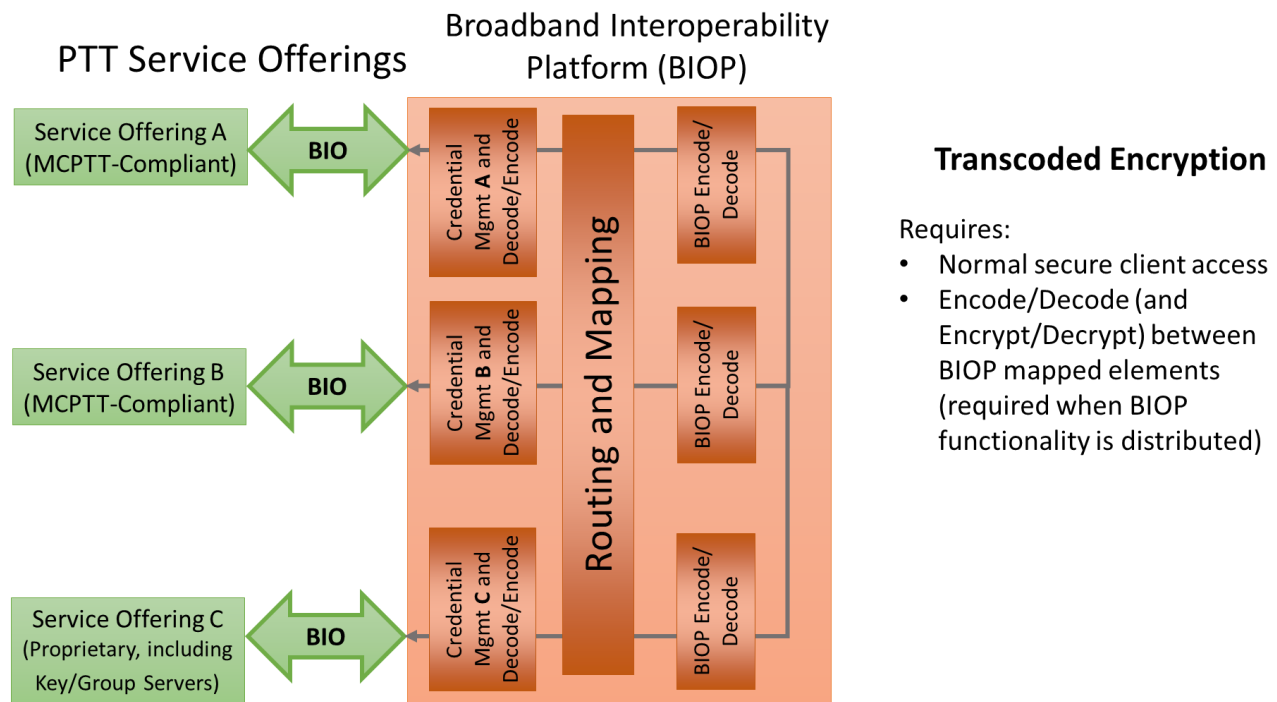 PTT Service Offerings
Broadband Interoperability
Platform (BIOP)
Service Offering A
(MCPTT-Compliant)
BIO
Credential
Mgmt A and
Decode/Encode
Routing and Mapping
BIOP Encode/
Decode
Service Offering B
(MCPTT-Compliant)
BIO
Credential
Mgmt B and
Decode/Encode
BIOP Encode/
Decode
Service Offering C
(Proprietary, including
Key/Group Servers)
BIO
Credential
Mgmt C and
Decode/Encode
BIOP Encode/
Decode
Transcoded Encryption
Requires:
• Normal secure client access
• Encode/Decode (and
Encrypt/Decrypt) between
BIOP mapped elements
(required when BIOP
functionality is distributed)